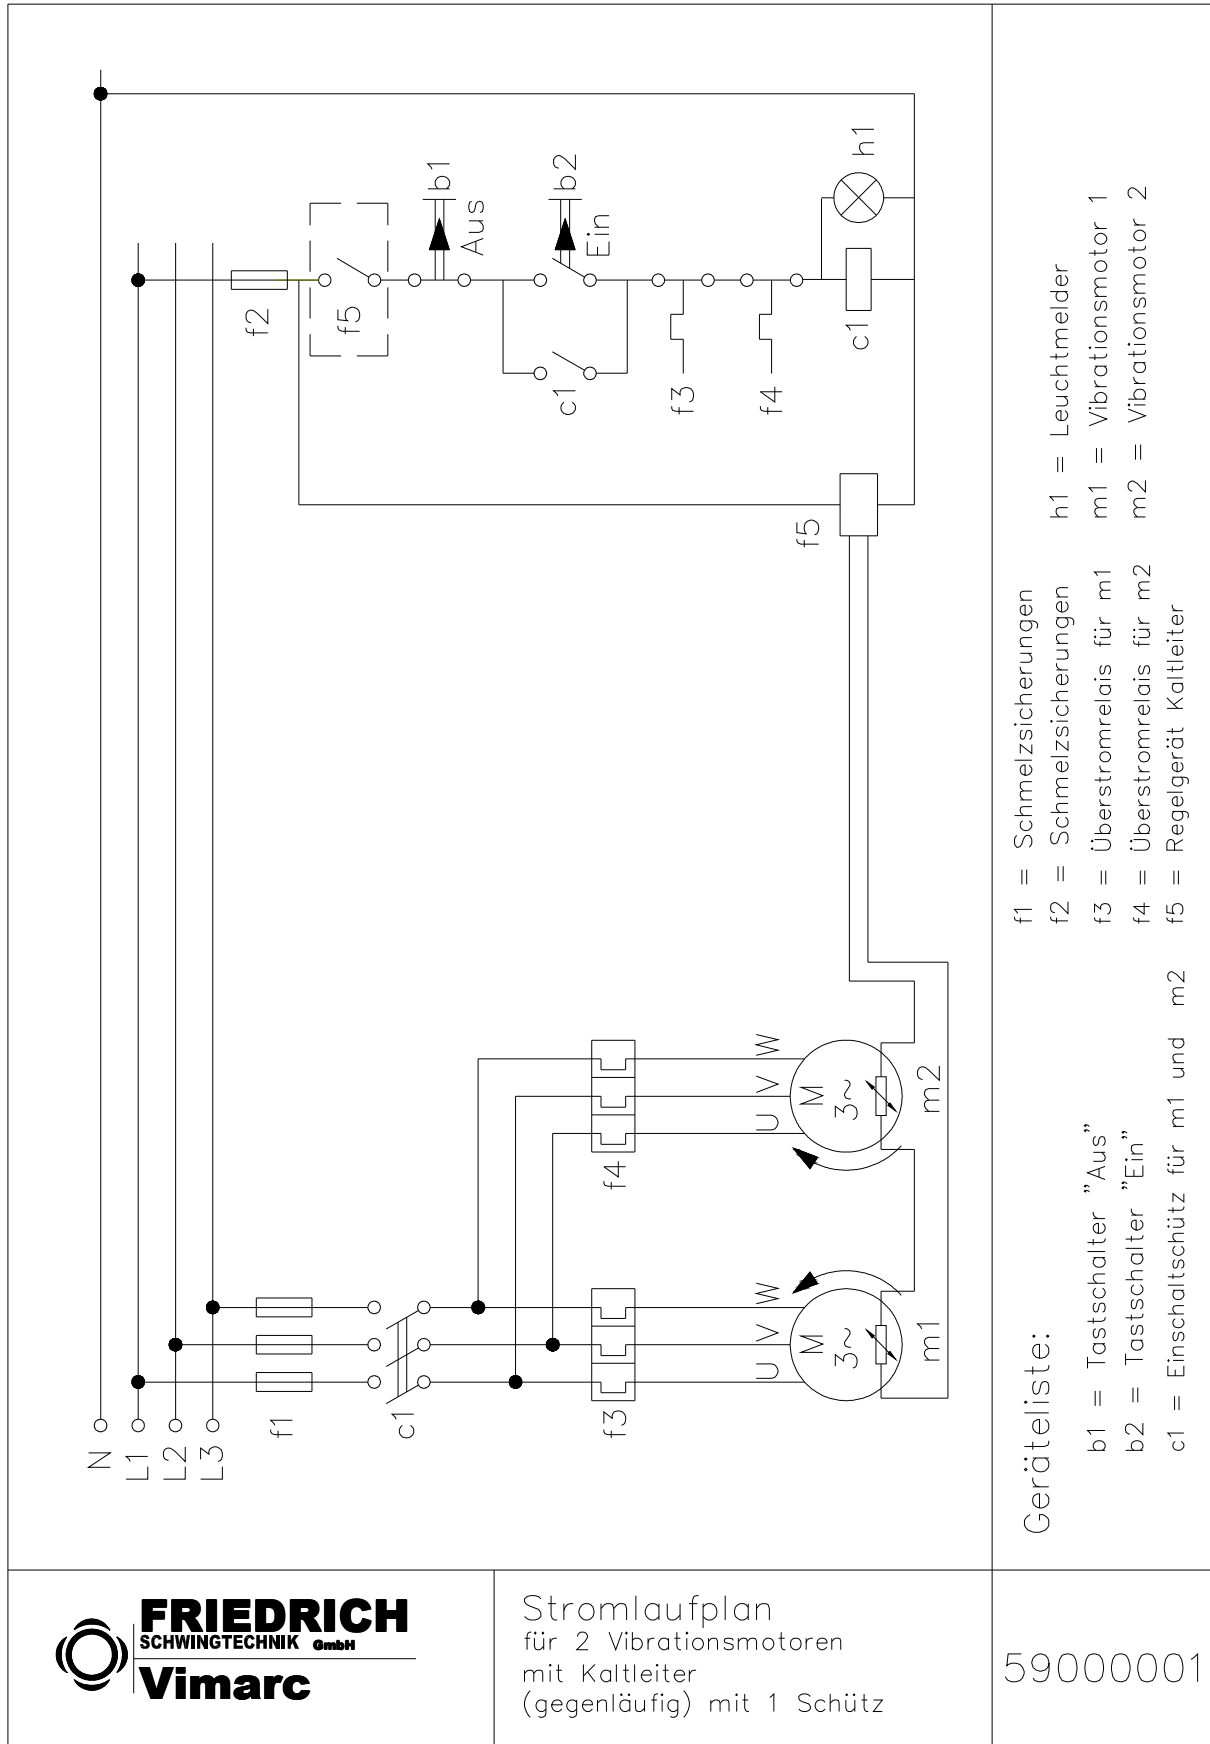 N
L1
L2
L3
f1
c1
f3
U V W
M
3~
m1
f4
U V W
M
3~
m2
f2
f5
b1
Aus
b2
Ein
c1
f3
f4
c1
h1
f5
Geräteliste:
b1 = Tastschalter "Aus"
b2 = Tastschalter "Ein"
c1 = Einschaltschütz für m1 und m2
f1 = Schmelzsicherungen
f2 = Schmelzsicherungen
f3 = Überstromrelais für m1
f4 = Überstromrelais für m2
f5 = Regelgerät Kaltleiter
h1 = Leuchtmelder
m1 = Vibrationsmotor 1
m2 = Vibrationsmotor 2
FRIEDRICH
SCHWINGTECHNIK GmbH
Vimarc
Stromlaufplan
für 2 Vibrationsmotoren
mit Kaltleiter
(gegenläufig) mit 1 Schütz
59000001